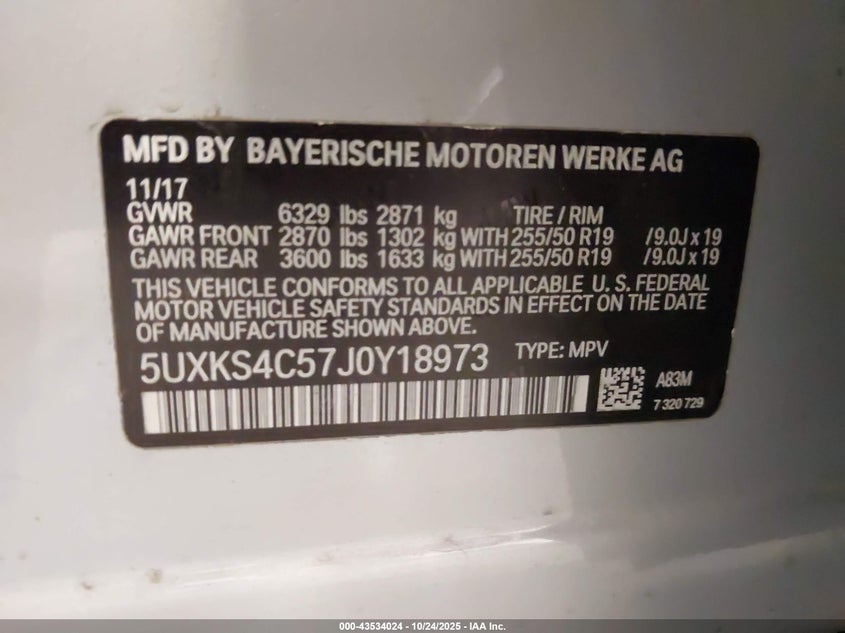 MFD BY BAYERISCHE MOTOREN WERKE AG
11/17
GVWR 6329 lbs 2871 kg TIRE / RIM
GAWR FRONT 2870 lbs 1302 kg WITH 255/50 R19 /9.0J x 19
GAWR REAR 3600 lbs 1633 kg WITH 255/50 R19 /9.0J x 19
THIS VEHICLE CONFORMS TO ALL APPLICABLE U. S. FEDERAL
MOTOR VEHICLE SAFETY STANDARDS IN EFFECT ON THE DATE
OF MANUFACTURE SHOWN ABOVE.
5UXKS4C57J0Y18973 TYPE: MPV
A83M
7 320 729
000-43534024 - 10/24/2025 - IAA Inc.